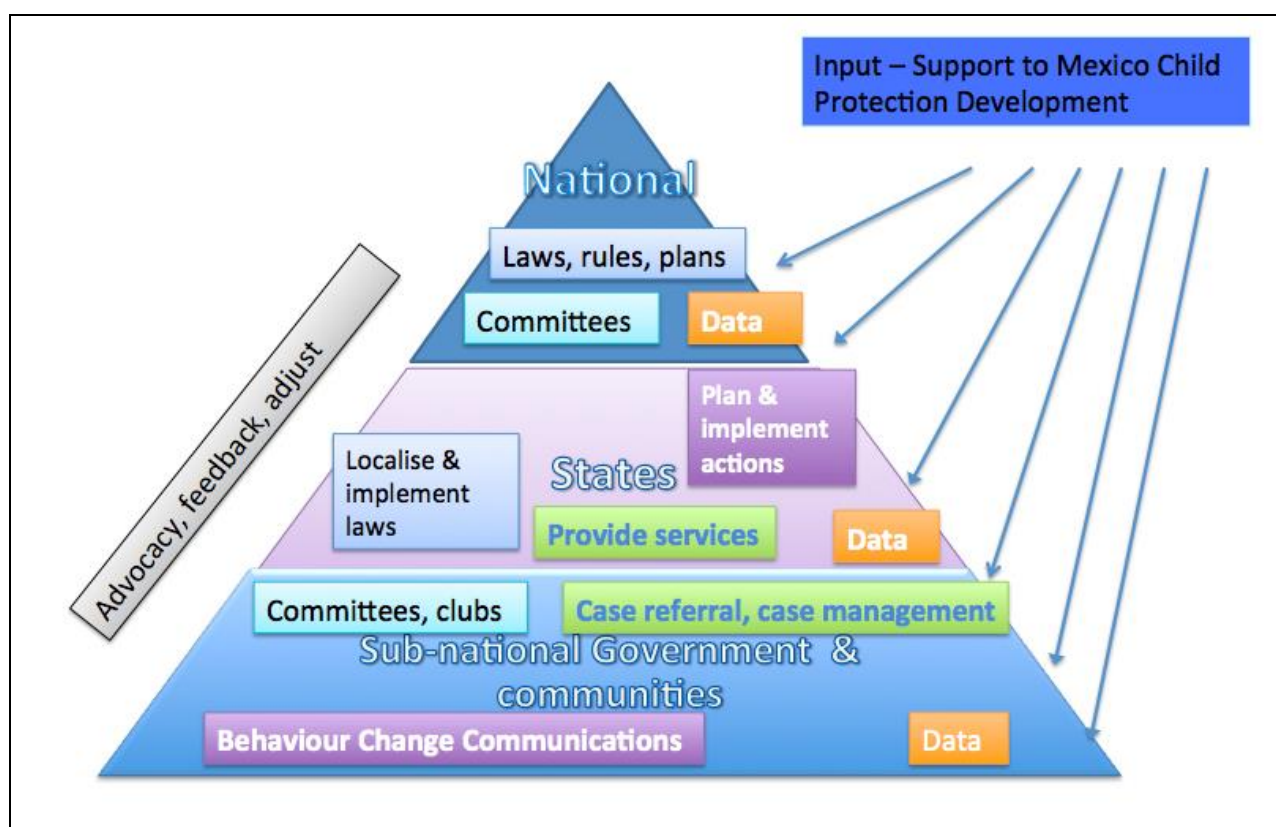 Input – Support to Mexico Child
Protection Development
National
Laws, rules, plans
Committees
Data
Advocacy, feedback, adjust
Plan &
implement
actions
Localise &
implement
laws
States
Provide services
Data
Committees, clubs
Case referral, case management
Sub-national Government &
communities
Behaviour Change Communications
Data